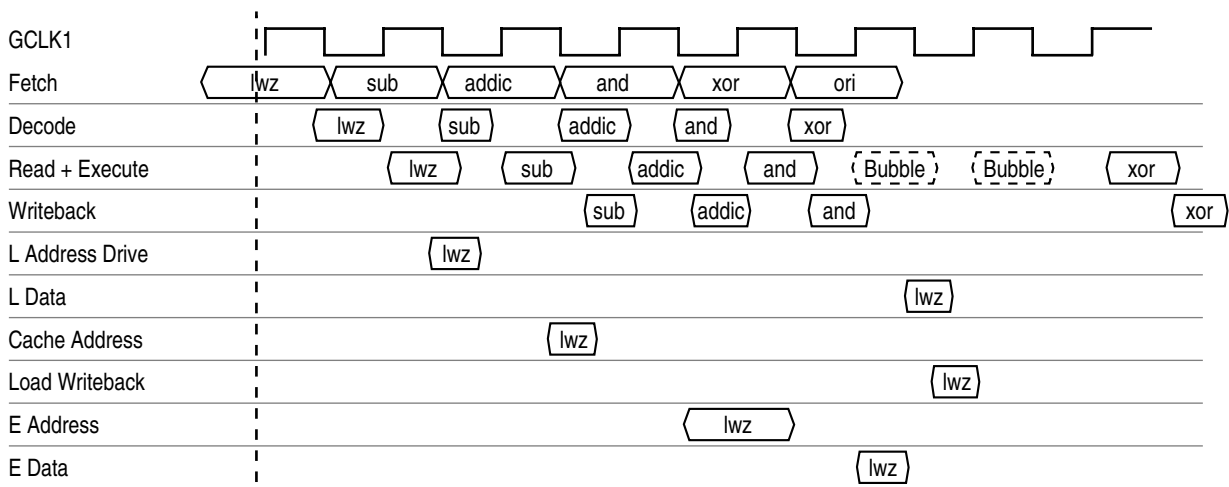 GCLK1
Fetch lwz sub addic and xor ori
Decode lwz sub addic and xor
Read + Execute lwz sub addic and Bubble Bubble xor
Writeback sub addic and xor
L Address Drive lwz
L Data lwz
Cache Address lwz
Load Writeback lwz
E Address lwz
E Data lwz